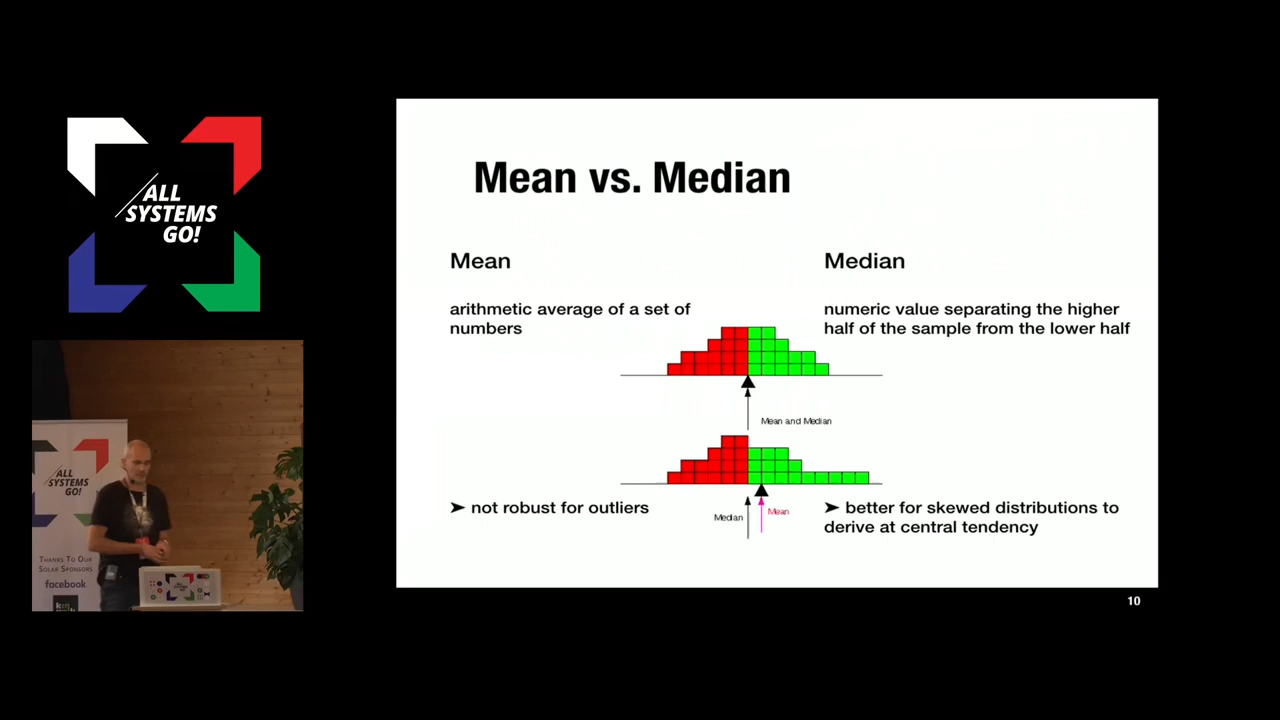 ALL
SYSTEMS
GO!
Mean vs. Median
Mean
Median
arithmetic average of a set of
numbers
numeric value separating the higher
half of the sample from the lower half
Mean and Median
➤ not robust for outliers
Median
Mean
➤ better for skewed distributions to
derive at central tendency
10
ALL
SYSTEMS
GO!
THANKS TO OUR
SOLAR SPONSORS
facebook